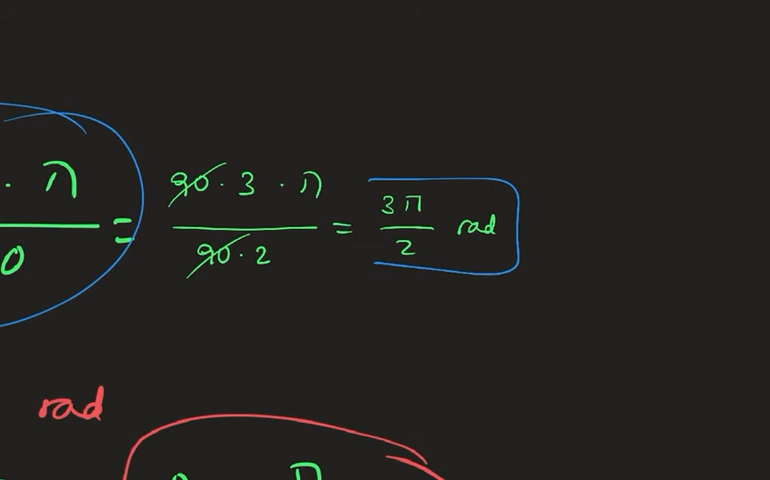 · π / 0 = 90 · 3 · π / 90 · 2 = 3π / 2 rad
rad
π